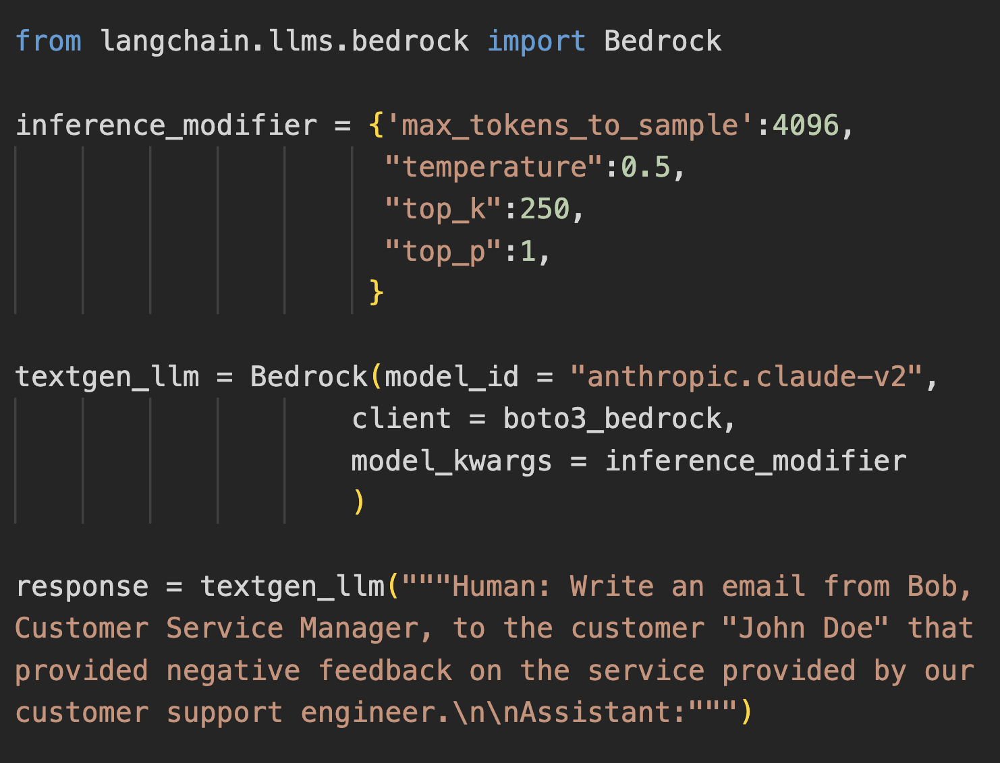 from langchain.llms.bedrock import Bedrock
inference_modifier = {'max_tokens_to_sample':4096,
"temperature":0.5,
"top_k":250,
"top_p":1,
}
textgen_llm = Bedrock(model_id = "anthropic.claude-v2",
client = boto3_bedrock,
model_kwargs = inference_modifier
)
response = textgen_llm("""Human: Write an email from Bob,
Customer Service Manager, to the customer "John Doe" that
provided negative feedback on the service provided by our
customer support engineer.\n\nAssistant:""")